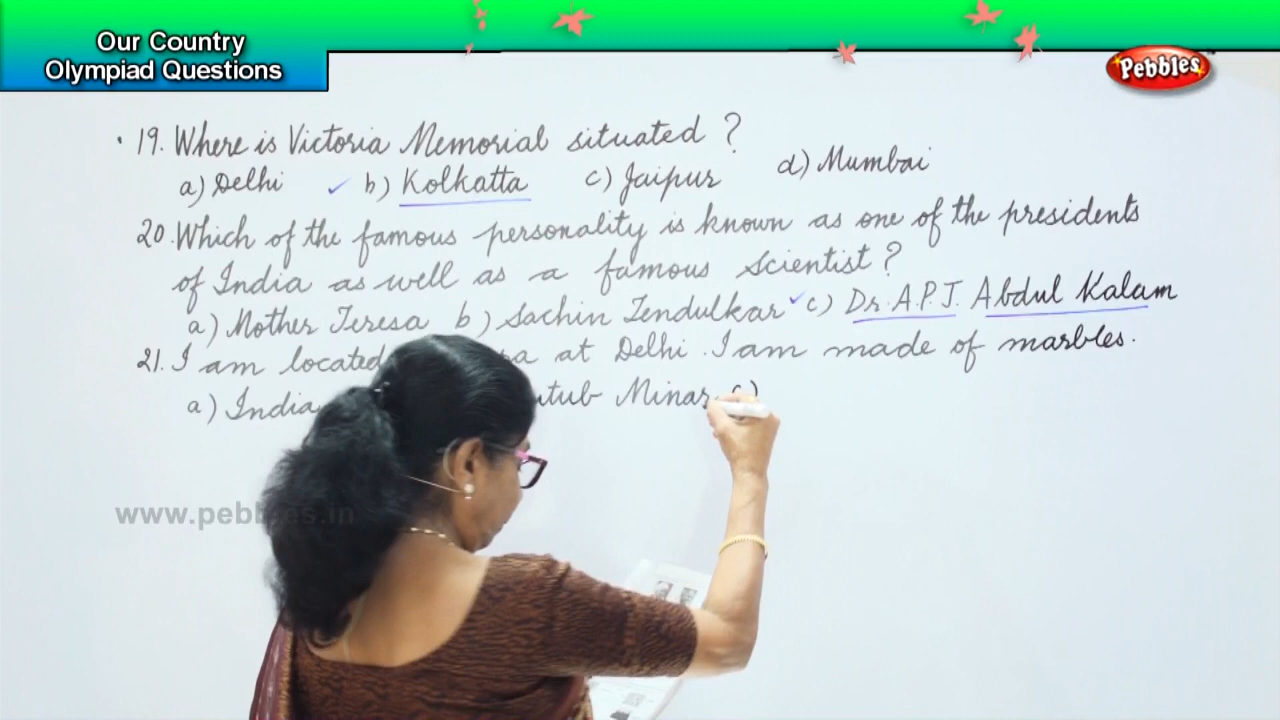 Our Country
Olympiad Questions
Pebbles
19. Where is Victoria Memorial situated ?
a) Delhi b) Kolkatta c) Jaipur d) Mumbai
20. Which of the famous personality is known as one of the presidents
of India as well as a famous scientist ?
a) Mother Teresa b) Sachin Tendulkar c) Dr. A.P.J. Abdul Kalam
21. I am located at Delhi. I am made of marbles.
a) India Minar c)
www.pebbles.in